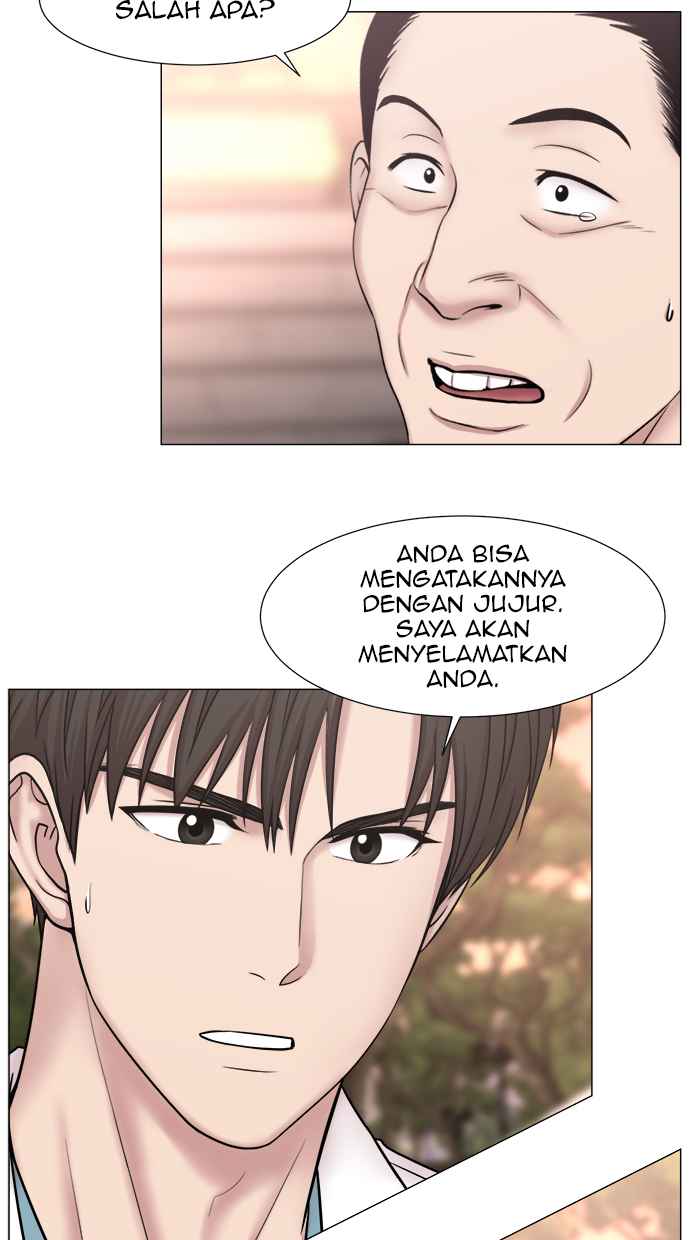 SALAH APA?
ANDA BISA
MENGATAKANNYA
DENGAN JUJUR.
SAYA AKAN
MENYELAMATKAN
ANDA.